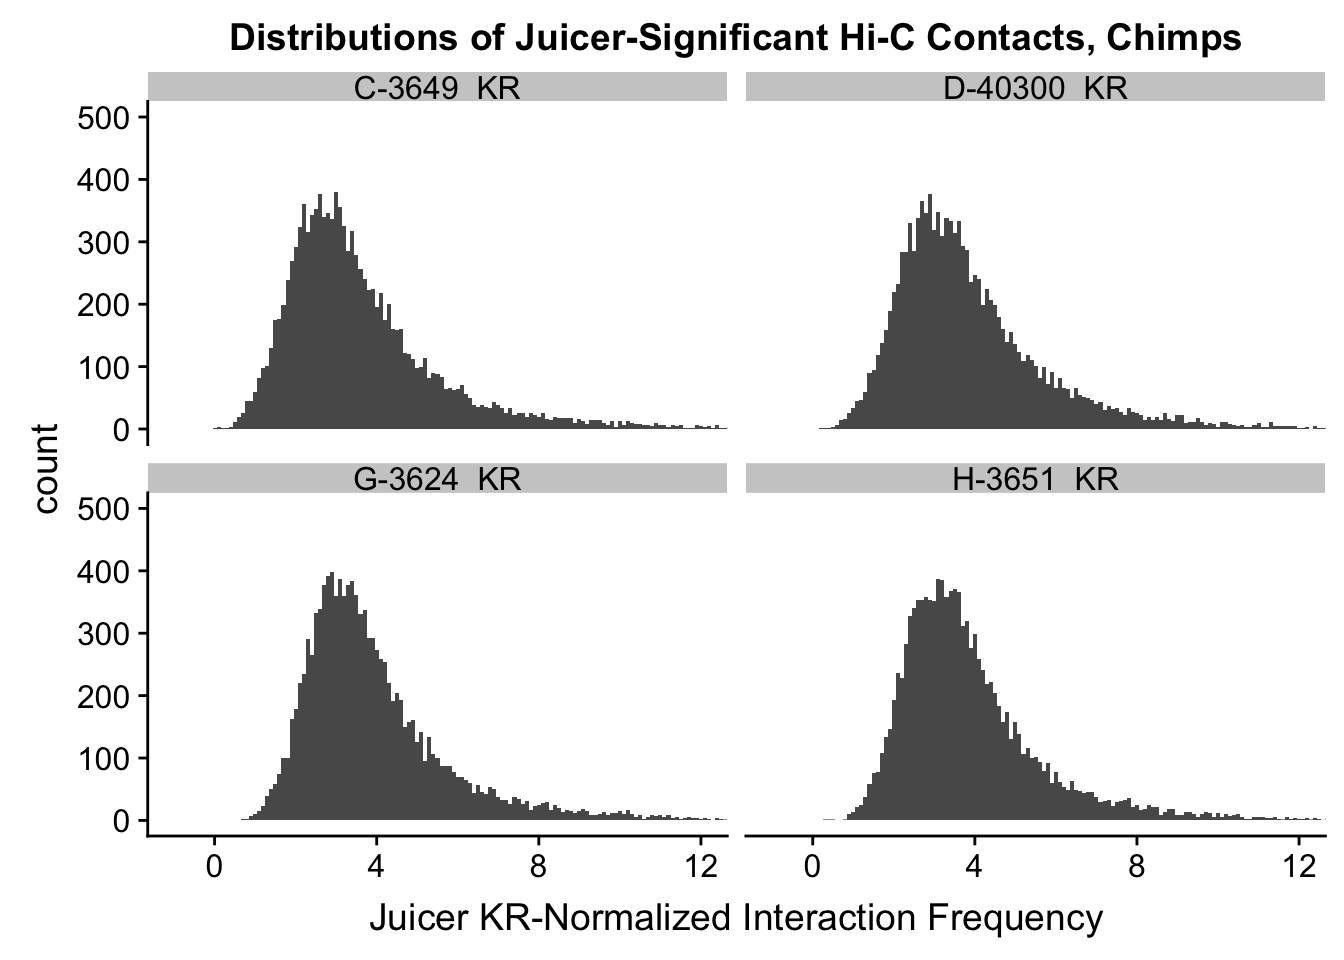 Distributions of Juicer-Significant Hi-C Contacts, Chimps
C-3649  KR
D-40300  KR
500
400
300
200
100
0
count
G-3624  KR
H-3651  KR
500
400
300
200
100
0
0 4 8 12
0 4 8 12
Juicer KR-Normalized Interaction Frequency